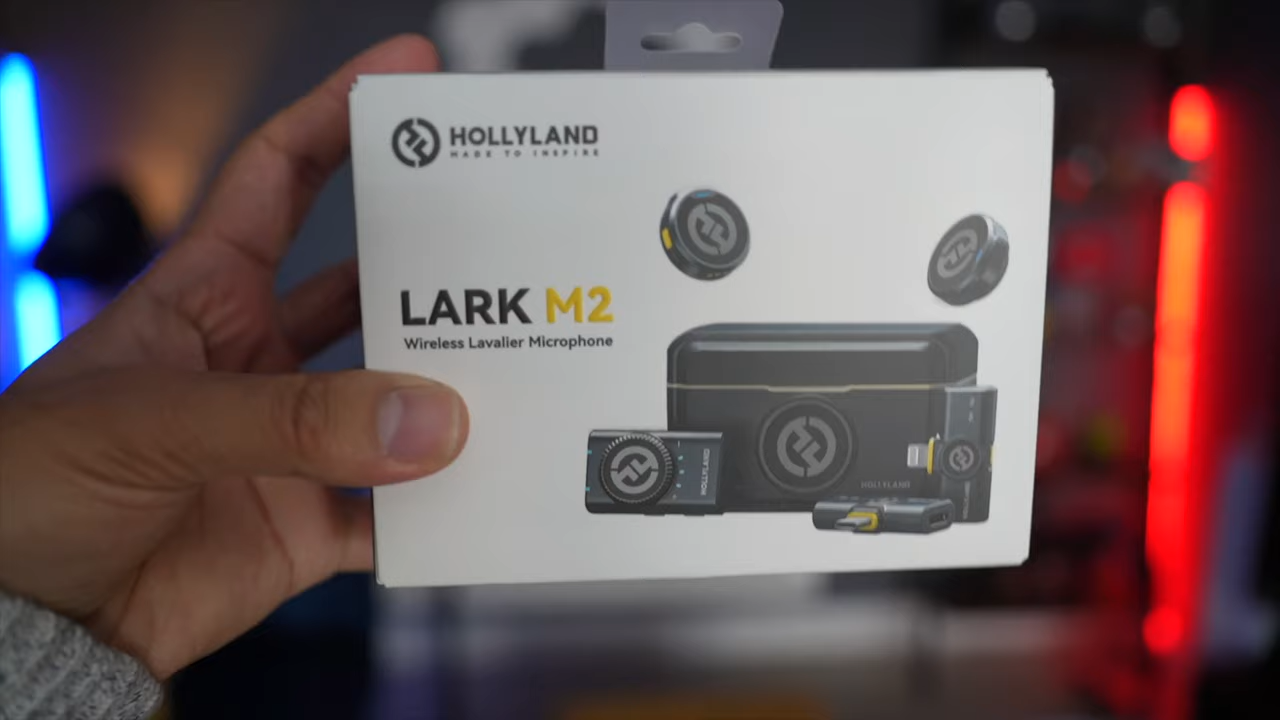 HOLLYLAND
MADE TO INSPIRE
LARK M2
Wireless Lavalier Microphone
HOLLYLAND
HOLLYLAND